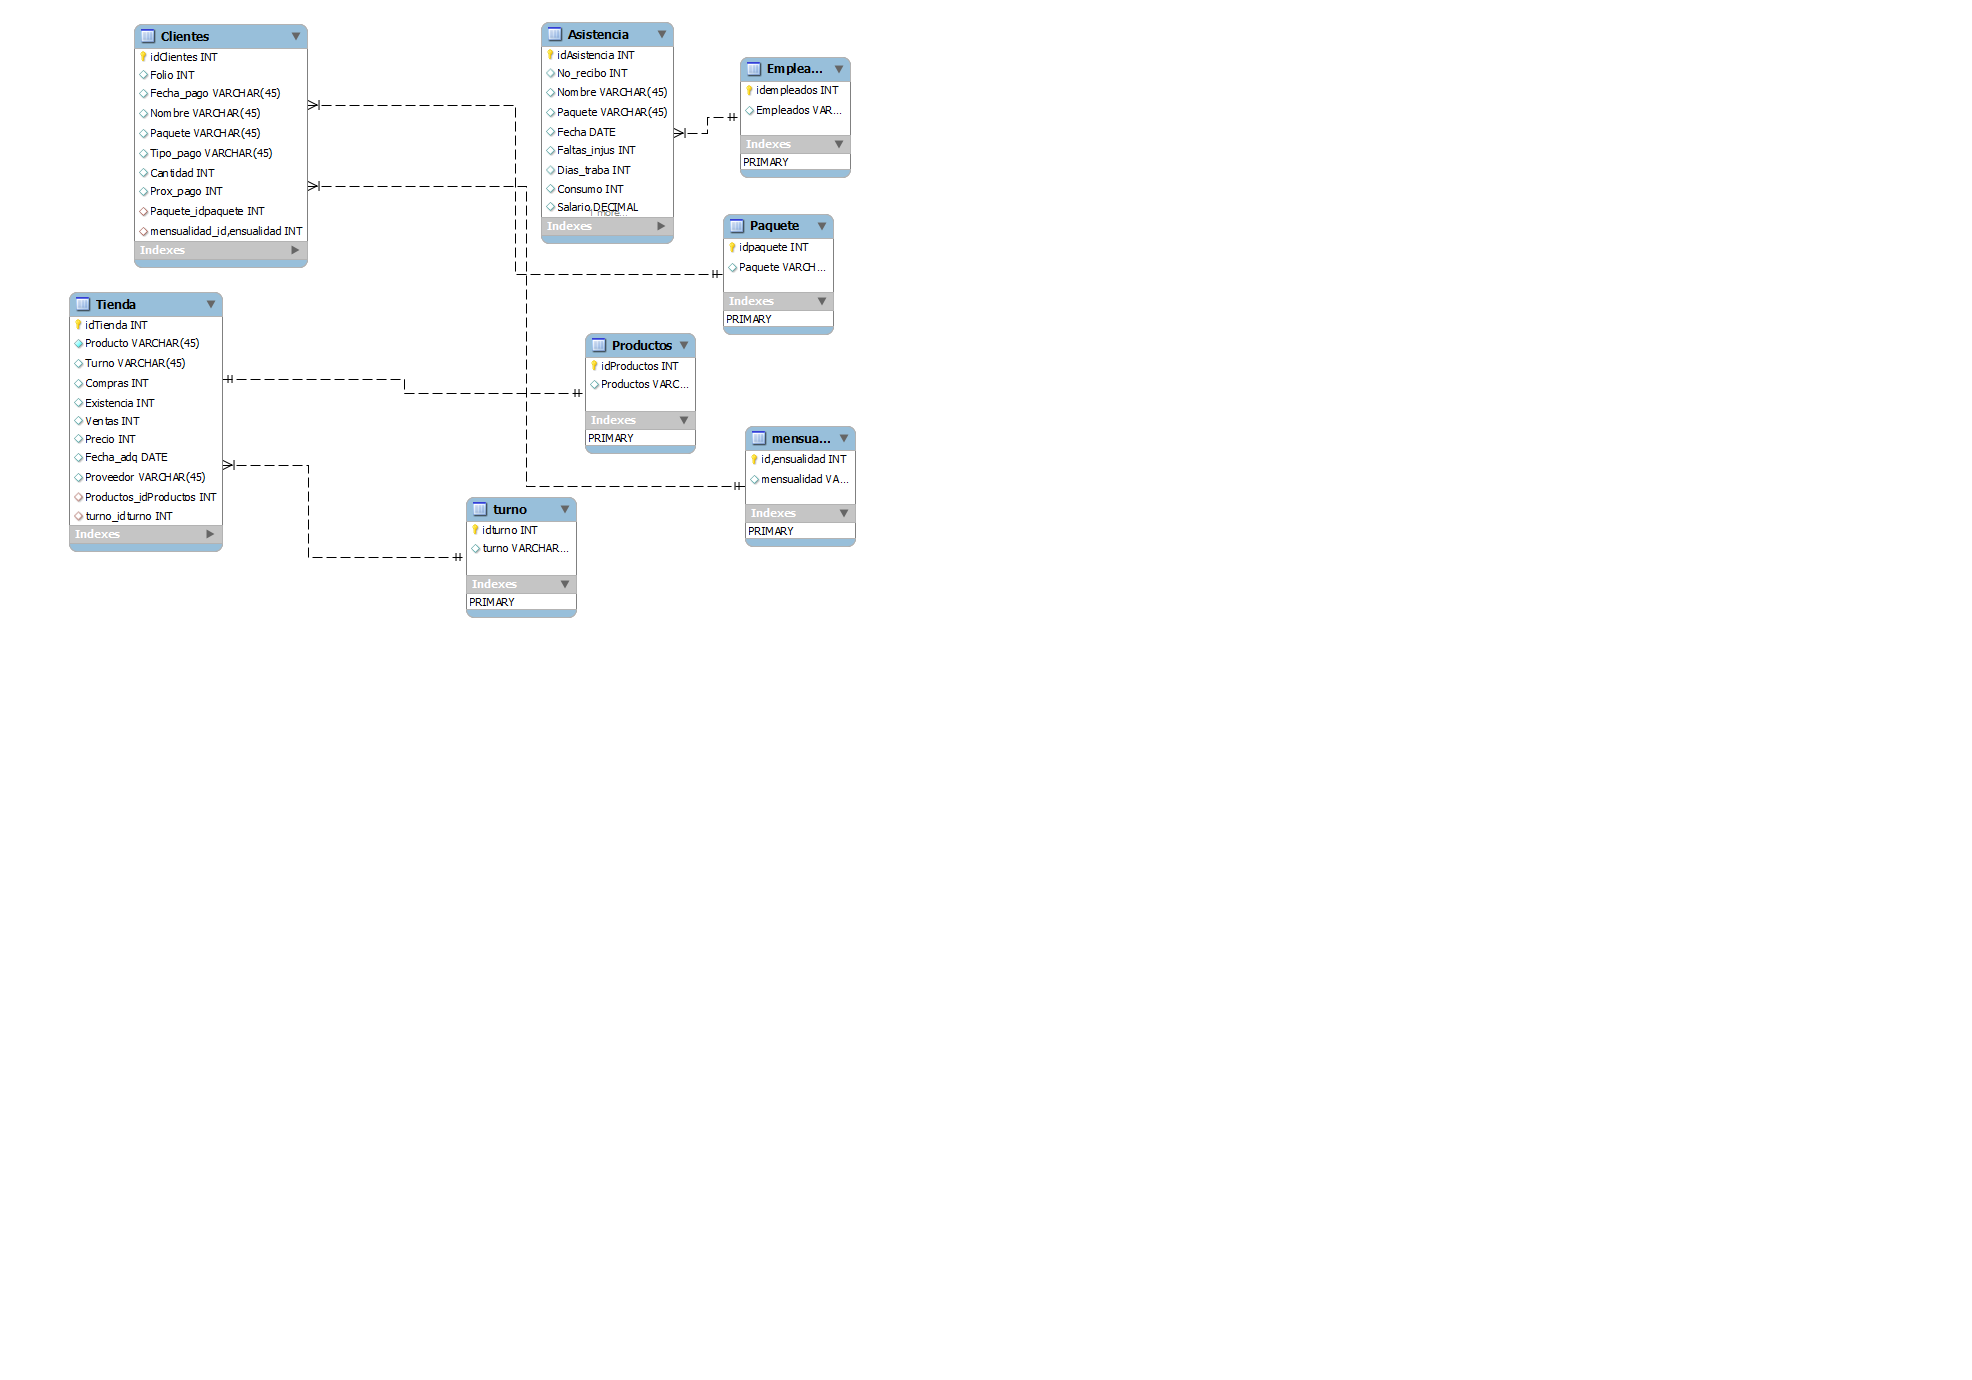 Clientes
idClientes INT
Folio INT
Fecha_pago VARCHAR(45)
Nombre VARCHAR(45)
Paquete VARCHAR(45)
Tipo_pago VARCHAR(45)
Cantidad INT
Prox_pago INT
Paquete_idpaquete INT
mensualidad_id,ensualidad INT
Indexes
Asistencia
idAsistencia INT
No_recibo INT
Nombre VARCHAR(45)
Paquete VARCHAR(45)
Fecha DATE
Faltas_injus INT
Dias_traba INT
Consumo INT
Salario DECIMAL
1 more...
Indexes
Emplea...
idempleados INT
Empleados VAR...
Indexes
PRIMARY
Paquete
idpaquete INT
Paquete VARCH...
Indexes
PRIMARY
Tienda
idTienda INT
Producto VARCHAR(45)
Turno VARCHAR(45)
Compras INT
Existencia INT
Ventas INT
Precio INT
Fecha_adq DATE
Proveedor VARCHAR(45)
Productos_idProductos INT
turno_idturno INT
Indexes
Productos
idProductos INT
Productos VARC...
Indexes
PRIMARY
mensua...
id,ensualidad INT
mensualidad VA...
Indexes
PRIMARY
turno
idturno INT
turno VARCHAR...
Indexes
PRIMARY